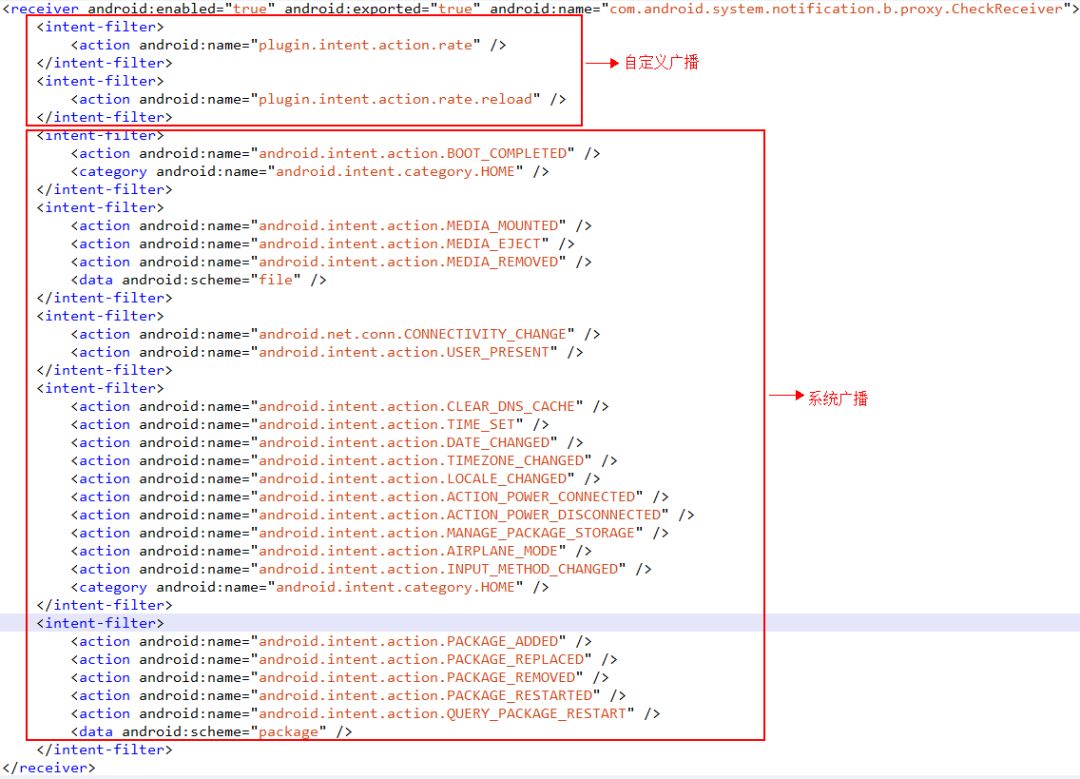 <receiver android:enabled="true" android:exported="true" android:name="com.android.system.notification.b.proxy.CheckReceiver">
    <intent-filter>
        <action android:name="plugin.intent.action.rate" />
    </intent-filter>
自定义广播
    <intent-filter>
        <action android:name="plugin.intent.action.rate.reload" />
    </intent-filter>
    <intent-filter>
        <action android:name="android.intent.action.BOOT_COMPLETED" />
        <category android:name="android.intent.category.HOME" />
    </intent-filter>
    <intent-filter>
        <action android:name="android.intent.action.MEDIA_MOUNTED" />
        <action android:name="android.intent.action.MEDIA_EJECT" />
        <action android:name="android.intent.action.MEDIA_REMOVED" />
        <data android:scheme="file" />
    </intent-filter>
    <intent-filter>
        <action android:name="android.net.conn.CONNECTIVITY_CHANGE" />
        <action android:name="android.intent.action.USER_PRESENT" />
    </intent-filter>
    <intent-filter>
系统广播
        <action android:name="android.intent.action.CLEAR_DNS_CACHE" />
        <action android:name="android.intent.action.TIME_SET" />
        <action android:name="android.intent.action.DATE_CHANGED" />
        <action android:name="android.intent.action.TIMEZONE_CHANGED" />
        <action android:name="android.intent.action.LOCALE_CHANGED" />
        <action android:name="android.intent.action.ACTION_POWER_CONNECTED" />
        <action android:name="android.intent.action.ACTION_POWER_DISCONNECTED" />
        <action android:name="android.intent.action.MANAGE_PACKAGE_STORAGE" />
        <action android:name="android.intent.action.AIRPLANE_MODE" />
        <action android:name="android.intent.action.INPUT_METHOD_CHANGED" />
        <category android:name="android.intent.category.HOME" />
    </intent-filter>
    <intent-filter>
        <action android:name="android.intent.action.PACKAGE_ADDED" />
        <action android:name="android.intent.action.PACKAGE_REPLACED" />
        <action android:name="android.intent.action.PACKAGE_REMOVED" />
        <action android:name="android.intent.action.PACKAGE_RESTARTED" />
        <action android:name="android.intent.action.QUERY_PACKAGE_RESTART" />
        <data android:scheme="package" />
    </intent-filter>
</receiver>